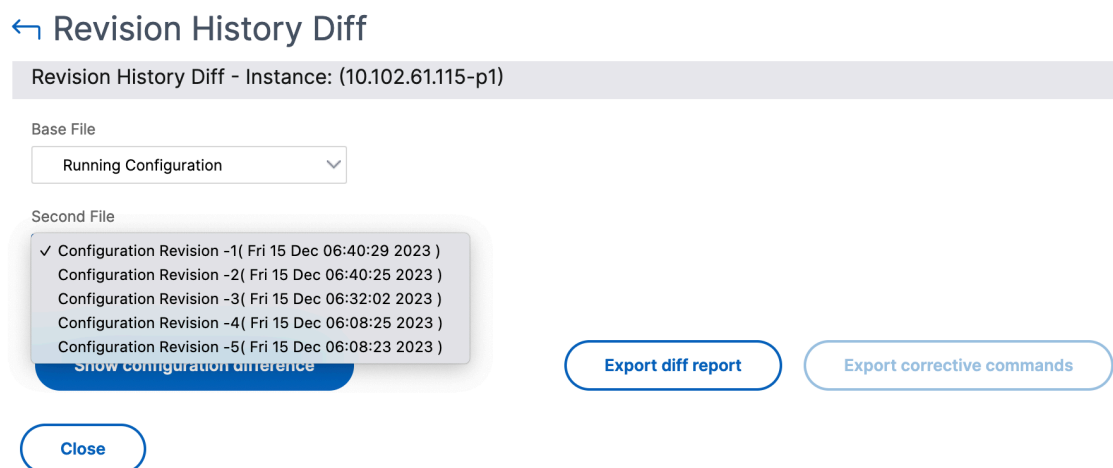 Revision History Diff
Revision History Diff - Instance: (10.102.61.115-p1)
Base File
Running Configuration
Second File
✓ Configuration Revision -1( Fri 15 Dec 06:40:29 2023 )
Configuration Revision -2( Fri 15 Dec 06:40:25 2023 )
Configuration Revision -3( Fri 15 Dec 06:32:02 2023 )
Configuration Revision -4( Fri 15 Dec 06:08:25 2023 )
Configuration Revision -5( Fri 15 Dec 06:08:23 2023 )
Show configuration difference
Export diff report
Export corrective commands
Close